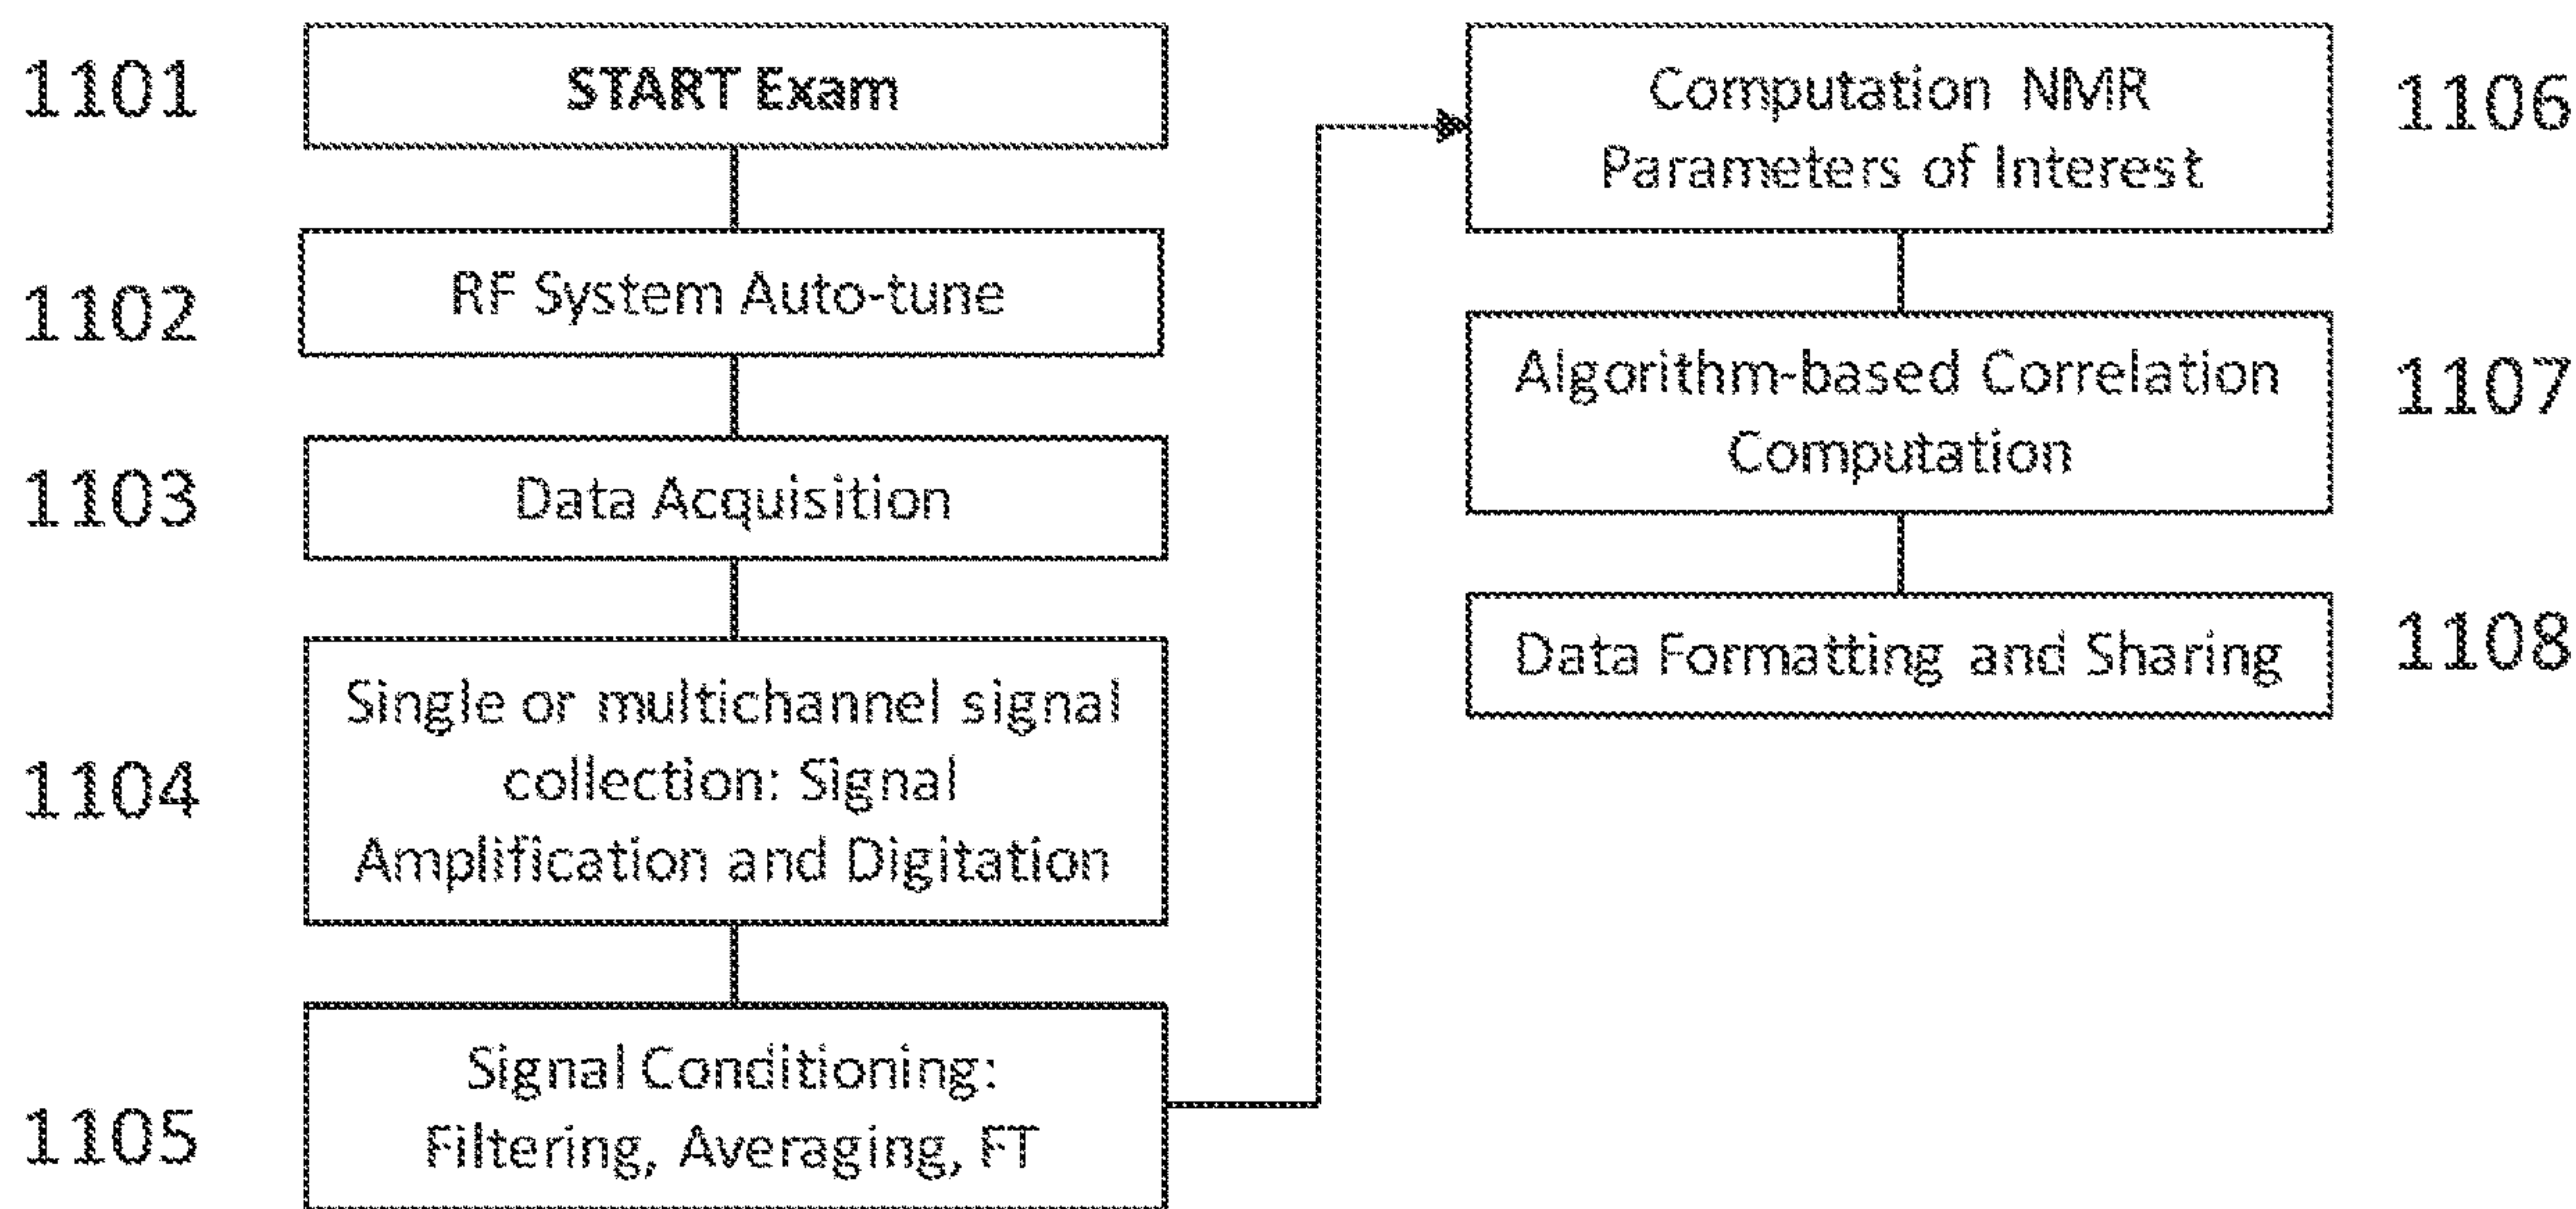 1101
START Exam
1102
RF System Auto-tune
1103
Data Acquisition
1104
Single or multichannel signal
collection: Signal
Amplification and Digitation
1105
Signal Conditioning:
Filtering, Averaging, FT
Computation NMR
Parameters of Interest
1106
Algorithm-based Correlation
Computation
1107
Data Formatting and Sharing
1108